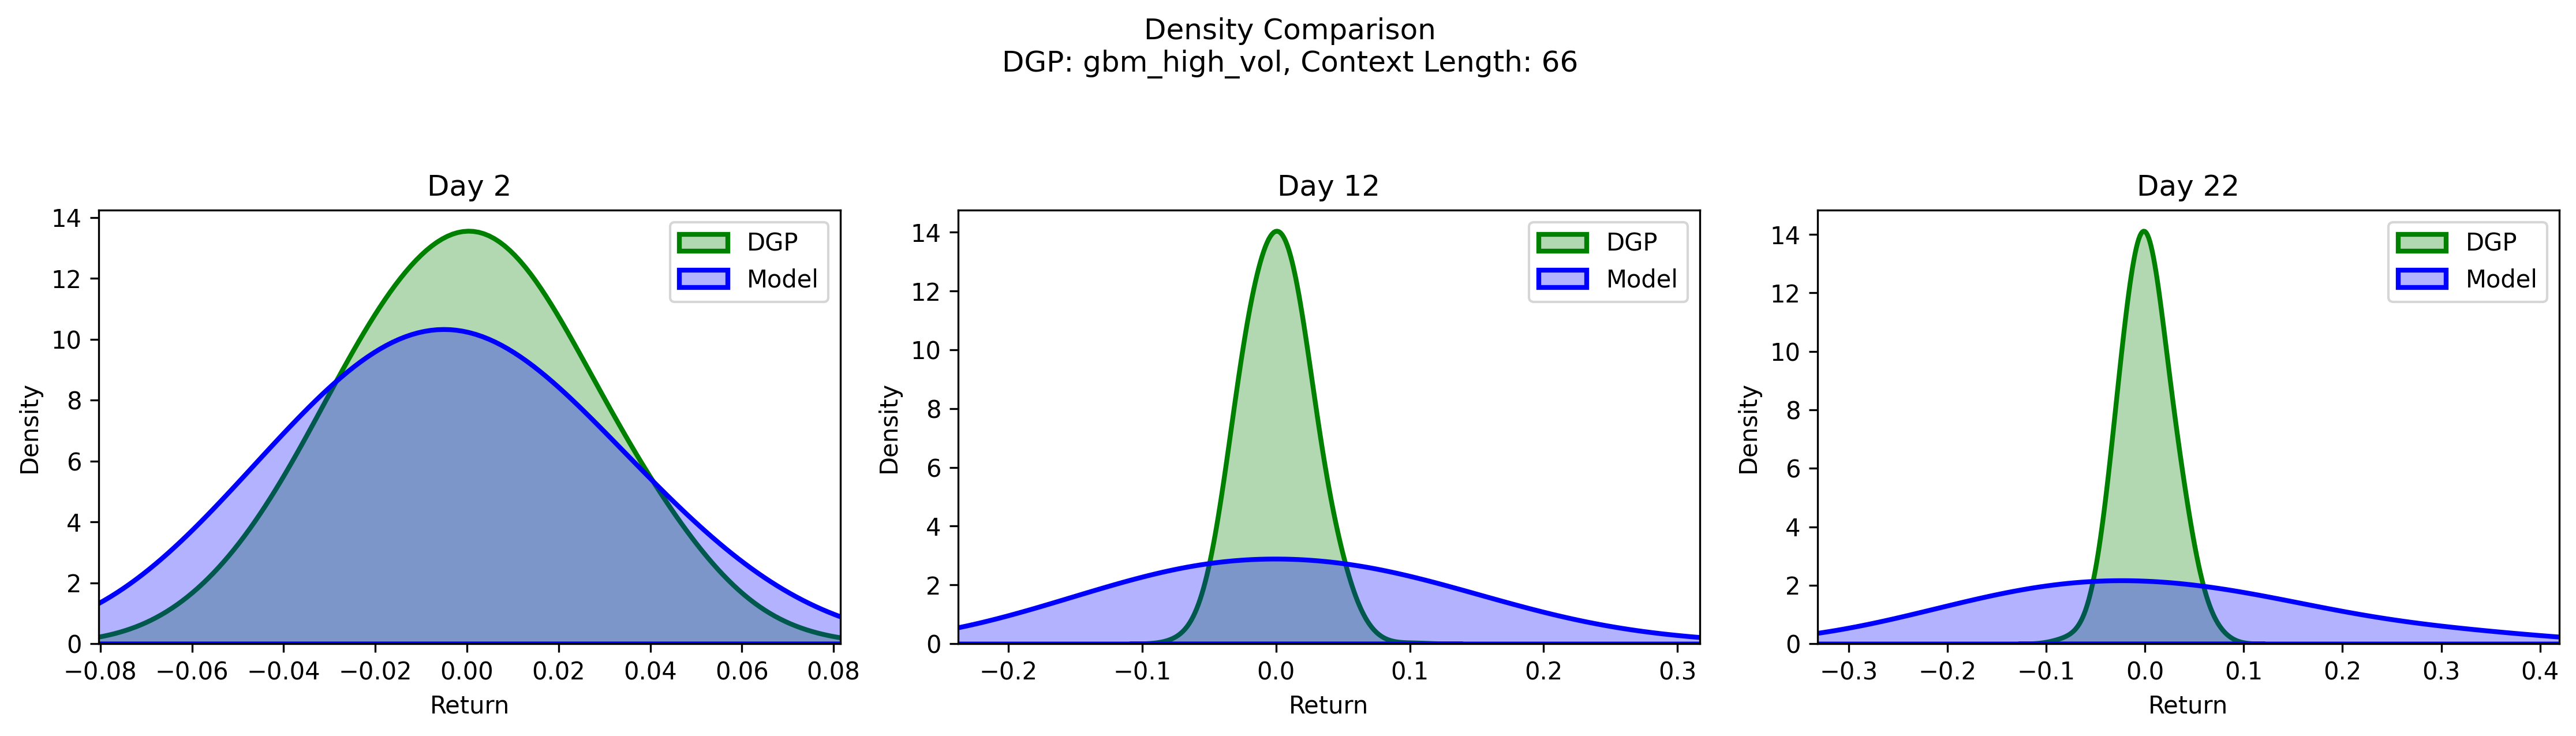 Density Comparison
DGP: gbm_high_vol, Context Length: 66
Day 2
14
12
10
8
6
4
2
0
Density
−0.08 −0.06 −0.04 −0.02 0.00 0.02 0.04 0.06 0.08
Return
DGP
Model
Day 12
14
12
10
8
6
4
2
0
Density
−0.2 −0.1 0.0 0.1 0.2 0.3
Return
DGP
Model
Day 22
14
12
10
8
6
4
2
0
Density
−0.3 −0.2 −0.1 0.0 0.1 0.2 0.3 0.4
Return
DGP
Model